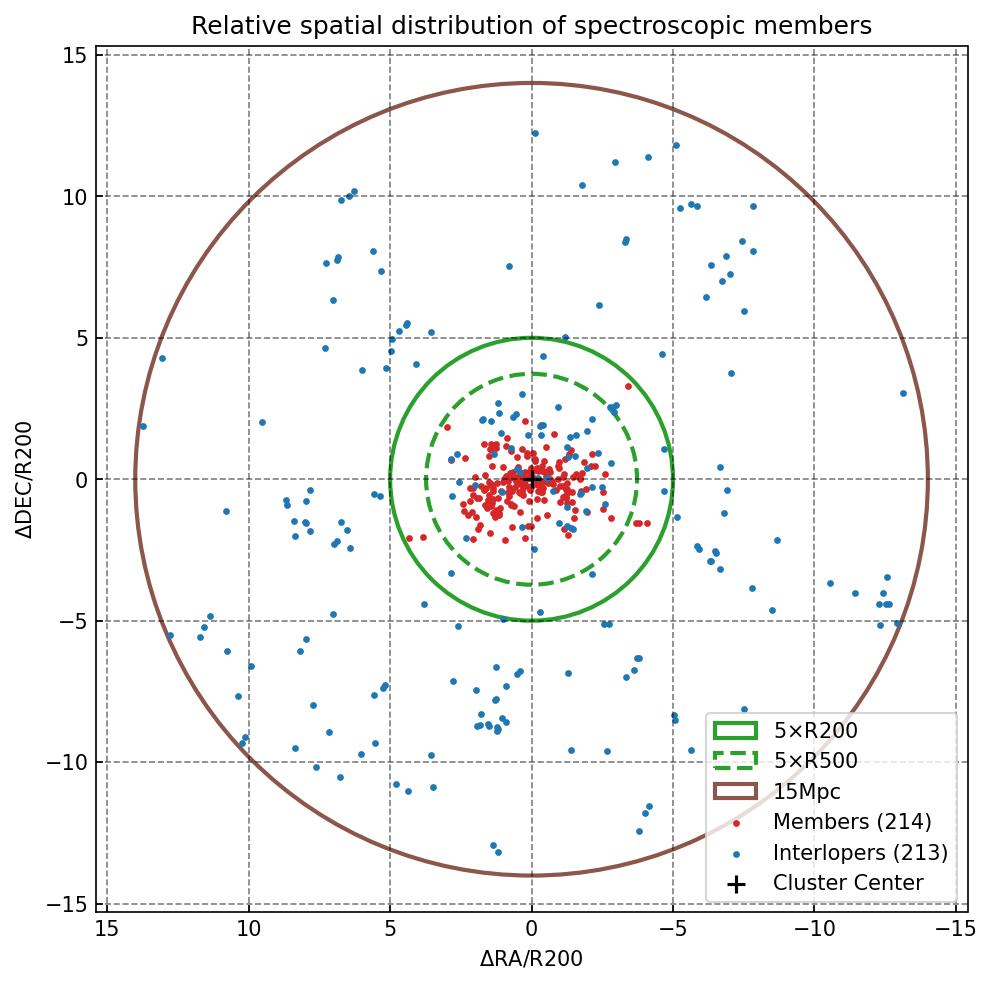 Relative spatial distribution of spectroscopic members
15
10
5
0
−5
−10
−15
ΔDEC/R200
5×R200
5×R500
15Mpc
Members (214)
Interlopers (213)
Cluster Center
15
10
5
0
−5
−10
−15
ΔRA/R200